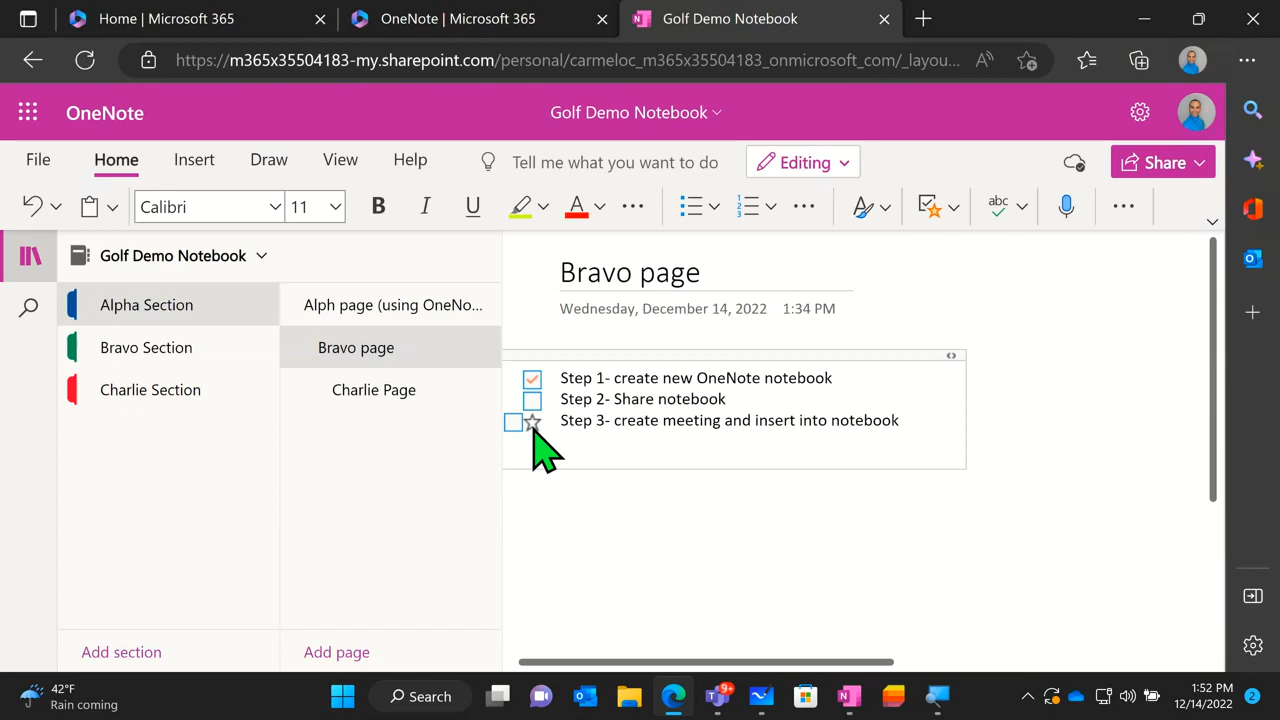 Home | Microsoft 365
OneNote | Microsoft 365
Golf Demo Notebook
https://m365x35504183-my.sharepoint.com/personal/carmeloc_m365x35504183_onmicrosoft_com/_layou...
OneNote
Golf Demo Notebook
File Home Insert Draw View Help Tell me what you want to do Editing Share
Calibri 11 B I U A abc
Golf Demo Notebook
Alpha Section
Bravo Section
Charlie Section
Add section
Alph page (using OneNo...
Bravo page
Charlie Page
Add page
Bravo page
Wednesday, December 14, 2022 1:34 PM
Step 1- create new OneNote notebook
Step 2- Share notebook
Step 3- create meeting and insert into notebook
42°F
Rain coming
Search
9+
1:52 PM
12/14/2022
2